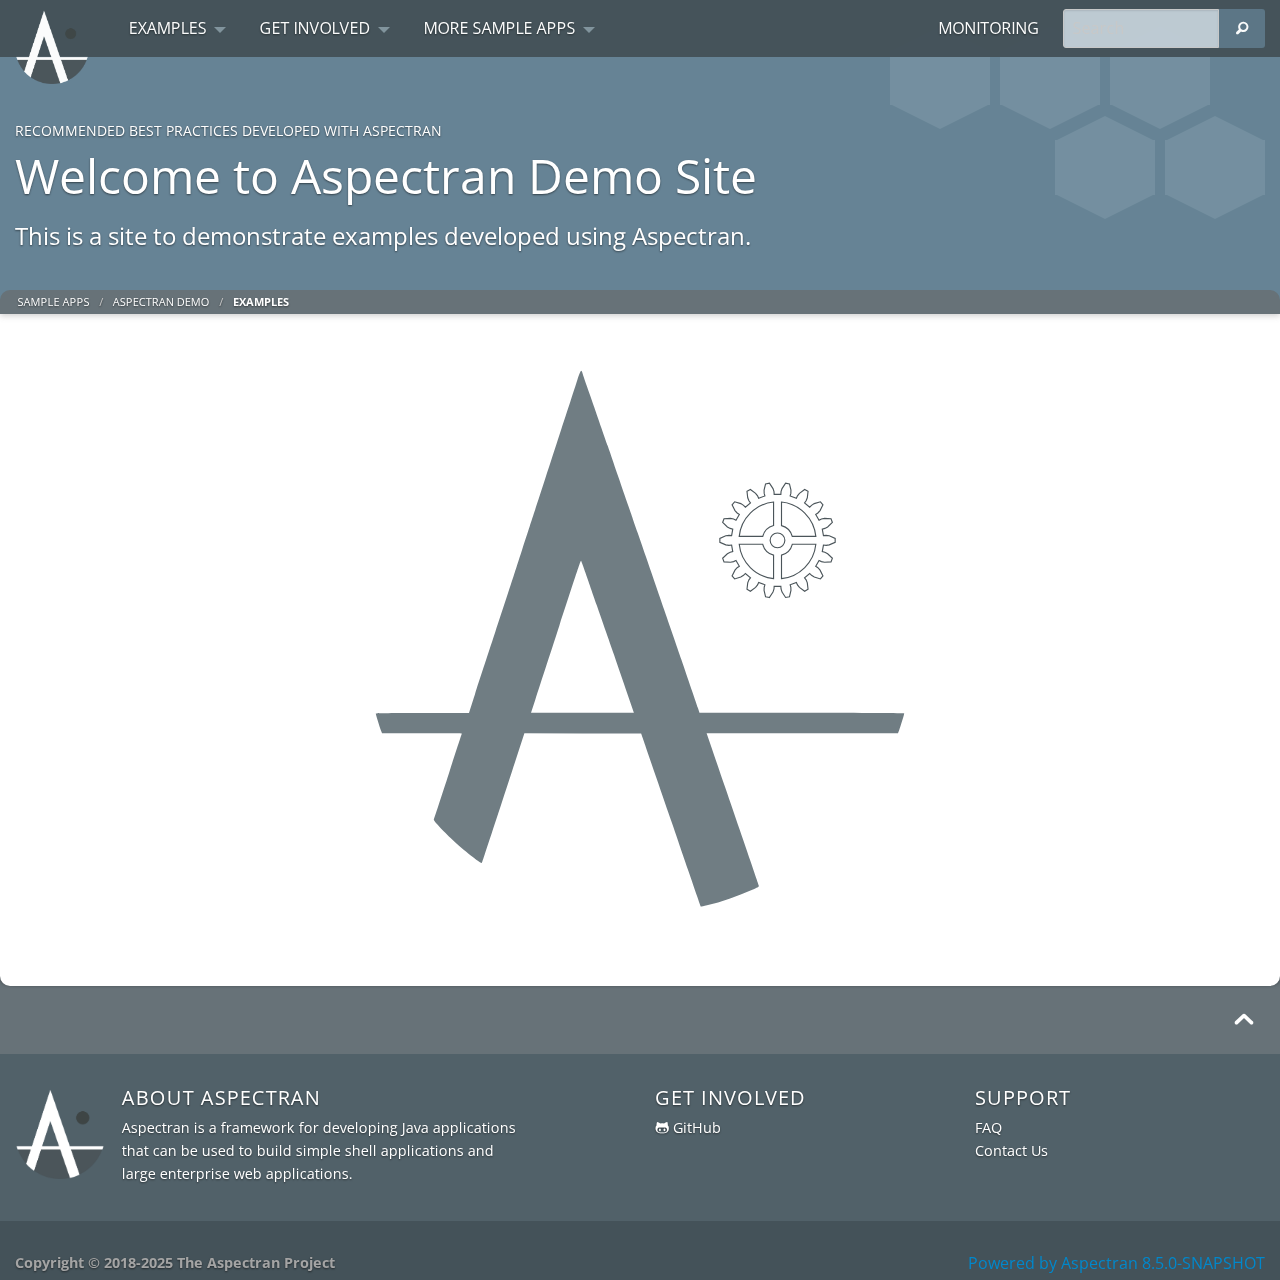 EXAMPLES GET INVOLVED MORE SAMPLE APPS MONITORING
RECOMMENDED BEST PRACTICES DEVELOPED WITH ASPECTRAN
Welcome to Aspectran Demo Site
This is a site to demonstrate examples developed using Aspectran.
SAMPLE APPS / ASPECTRAN DEMO / EXAMPLES
ABOUT ASPECTRAN
Aspectran is a framework for developing Java applications
that can be used to build simple shell applications and
large enterprise web applications.
GET INVOLVED
GitHub
SUPPORT
FAQ
Contact Us
Copyright © 2018-2025 The Aspectran Project
Powered by Aspectran 8.5.0-SNAPSHOT